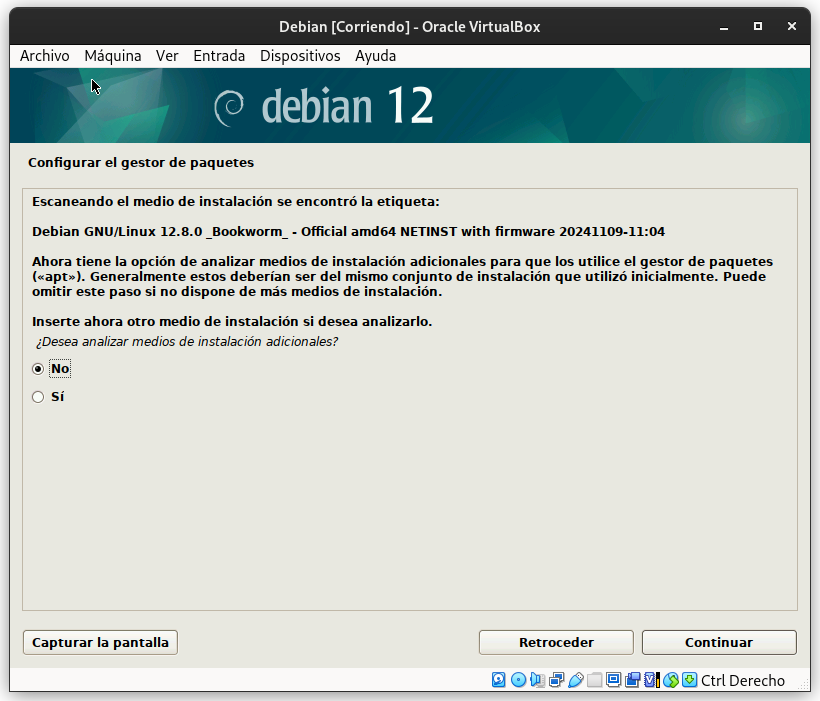 Debian [Corriendo] - Oracle VirtualBox
Archivo Máquina Ver Entrada Dispositivos Ayuda
debian 12
Configurar el gestor de paquetes
Escaneando el medio de instalación se encontró la etiqueta:
Debian GNU/Linux 12.8.0 _Bookworm_ - Official amd64 NETINST with firmware 20241109-11:04
Ahora tiene la opción de analizar medios de instalación adicionales para que los utilice el gestor de paquetes
(«apt»). Generalmente estos deberían ser del mismo conjunto de instalación que utilizó inicialmente. Puede
omitir este paso si no dispone de más medios de instalación.
Inserte ahora otro medio de instalación si desea analizarlo.
¿Desea analizar medios de instalación adicionales?
No
Sí
Capturar la pantalla Retroceder Continuar
Ctrl Derecho